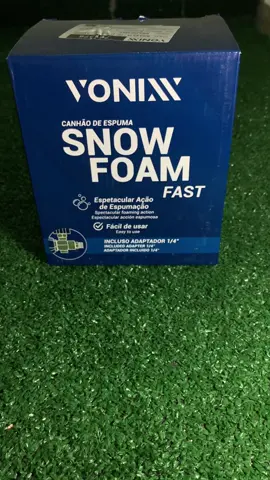 VONIXX
CANHÃO DE ESPUMA
SNOW
FOAM
FAST
Espetacular Ação
de Espumação
Spectacular foaming action
Espectacular acción espumosa
Fácil de usar
Easy to use
INCLUSO ADAPTADOR 1/4"
INCLUDED ADAPTER 1/4"
ADAPTADOR INCLUIDO 1/4"